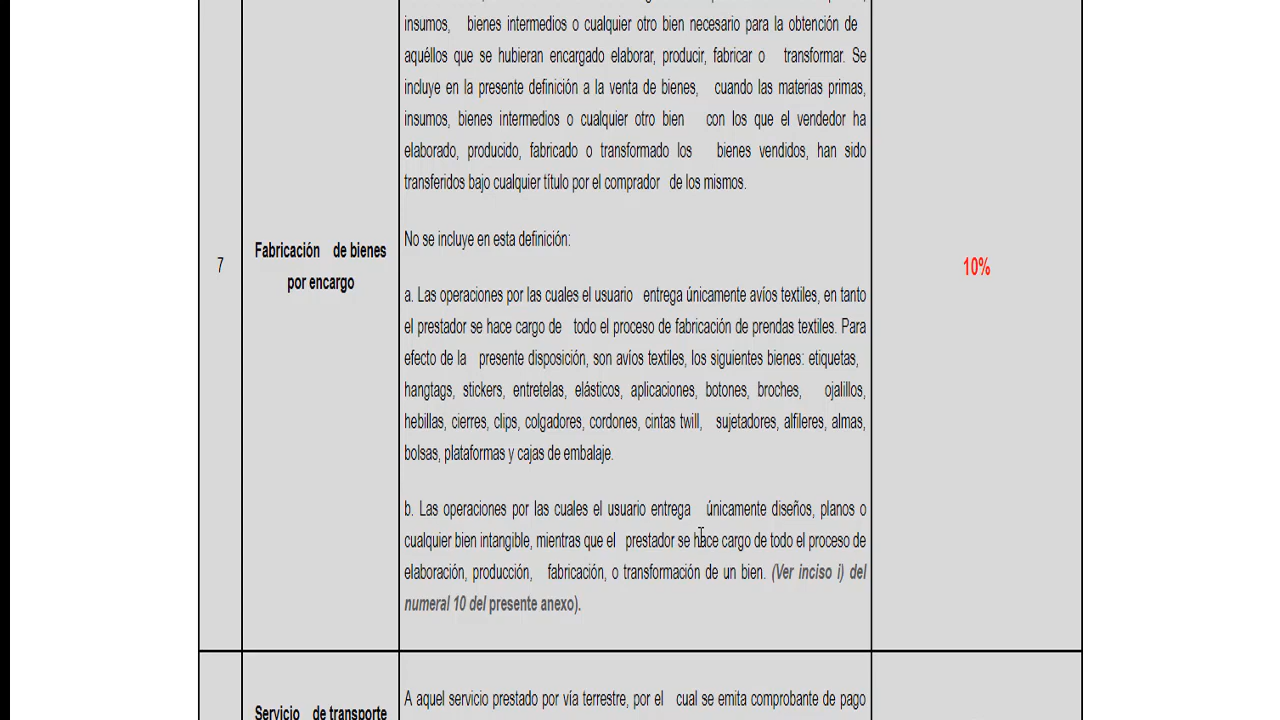 insumos, bienes intermedios o cualquier otro bien necesario para la obtención de
aquéllos que se hubieran encargado elaborar, producir, fabricar o transformar. Se
incluye en la presente definición a la venta de bienes, cuando las materias primas,
insumos, bienes intermedios o cualquier otro bien con los que el vendedor ha
elaborado, producido, fabricado o transformado los bienes vendidos, han sido
transferidos bajo cualquier título por el comprador de los mismos.
No se incluye en esta definición:
7
Fabricación de bienes
por encargo
10%
a. Las operaciones por las cuales el usuario entrega únicamente avíos textiles, en tanto
el prestador se hace cargo de todo el proceso de fabricación de prendas textiles. Para
efecto de la presente disposición, son avíos textiles, los siguientes bienes: etiquetas,
hangtags, stickers, entretelas, elásticos, aplicaciones, botones, broches, ojalillos,
hebillas, cierres, clips, colgadores, cordones, cintas twill, sujetadores, alfileres, almas,
bolsas, plataformas y cajas de embalaje.
b. Las operaciones por las cuales el usuario entrega únicamente diseños, planos o
cualquier bien intangible, mientras que el prestador se hace cargo de todo el proceso de
elaboración, producción, fabricación, o transformación de un bien. (Ver inciso i) del
numeral 10 del presente anexo).
Servicio de transporte
A aquel servicio prestado por vía terrestre, por el cual se emita comprobante de pago